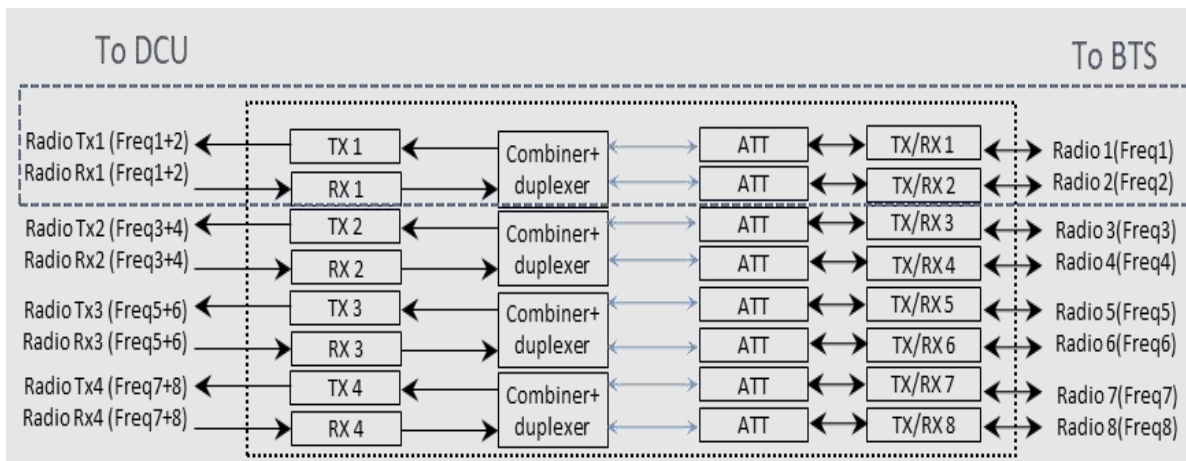 To DCU
To BTS
Radio Tx1 (Freq1+2)
TX 1
Combiner+
duplexer
ATT
TX/RX 1
Radio 1(Freq1)
Radio Rx1 (Freq1+2)
RX 1
ATT
TX/RX 2
Radio 2(Freq2)
Radio Tx2 (Freq3+4)
TX 2
Combiner+
duplexer
ATT
TX/RX 3
Radio 3(Freq3)
Radio Rx2 (Freq3+4)
RX 2
ATT
TX/RX 4
Radio 4(Freq4)
Radio Tx3 (Freq5+6)
TX 3
Combiner+
duplexer
ATT
TX/RX 5
Radio 5(Freq5)
Radio Rx3 (Freq5+6)
RX 3
ATT
TX/RX 6
Radio 6(Freq6)
Radio Tx4 (Freq7+8)
TX 4
Combiner+
duplexer
ATT
TX/RX 7
Radio 7(Freq7)
Radio Rx4 (Freq7+8)
RX 4
ATT
TX/RX 8
Radio 8(Freq8)